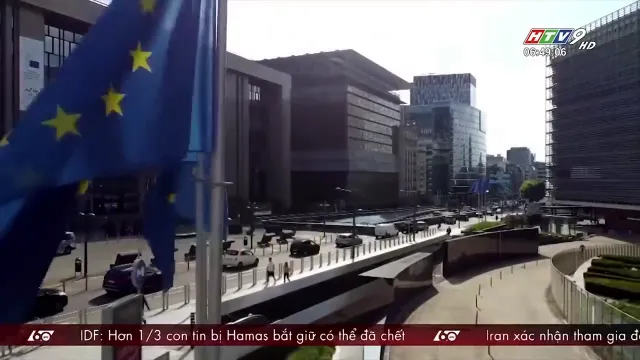 HTV9 HD
06:49:06
IDF: Hơn 1/3 con tin bị Hamas bắt giữ có thể đã chết
Iran xác nhận tham gia đ